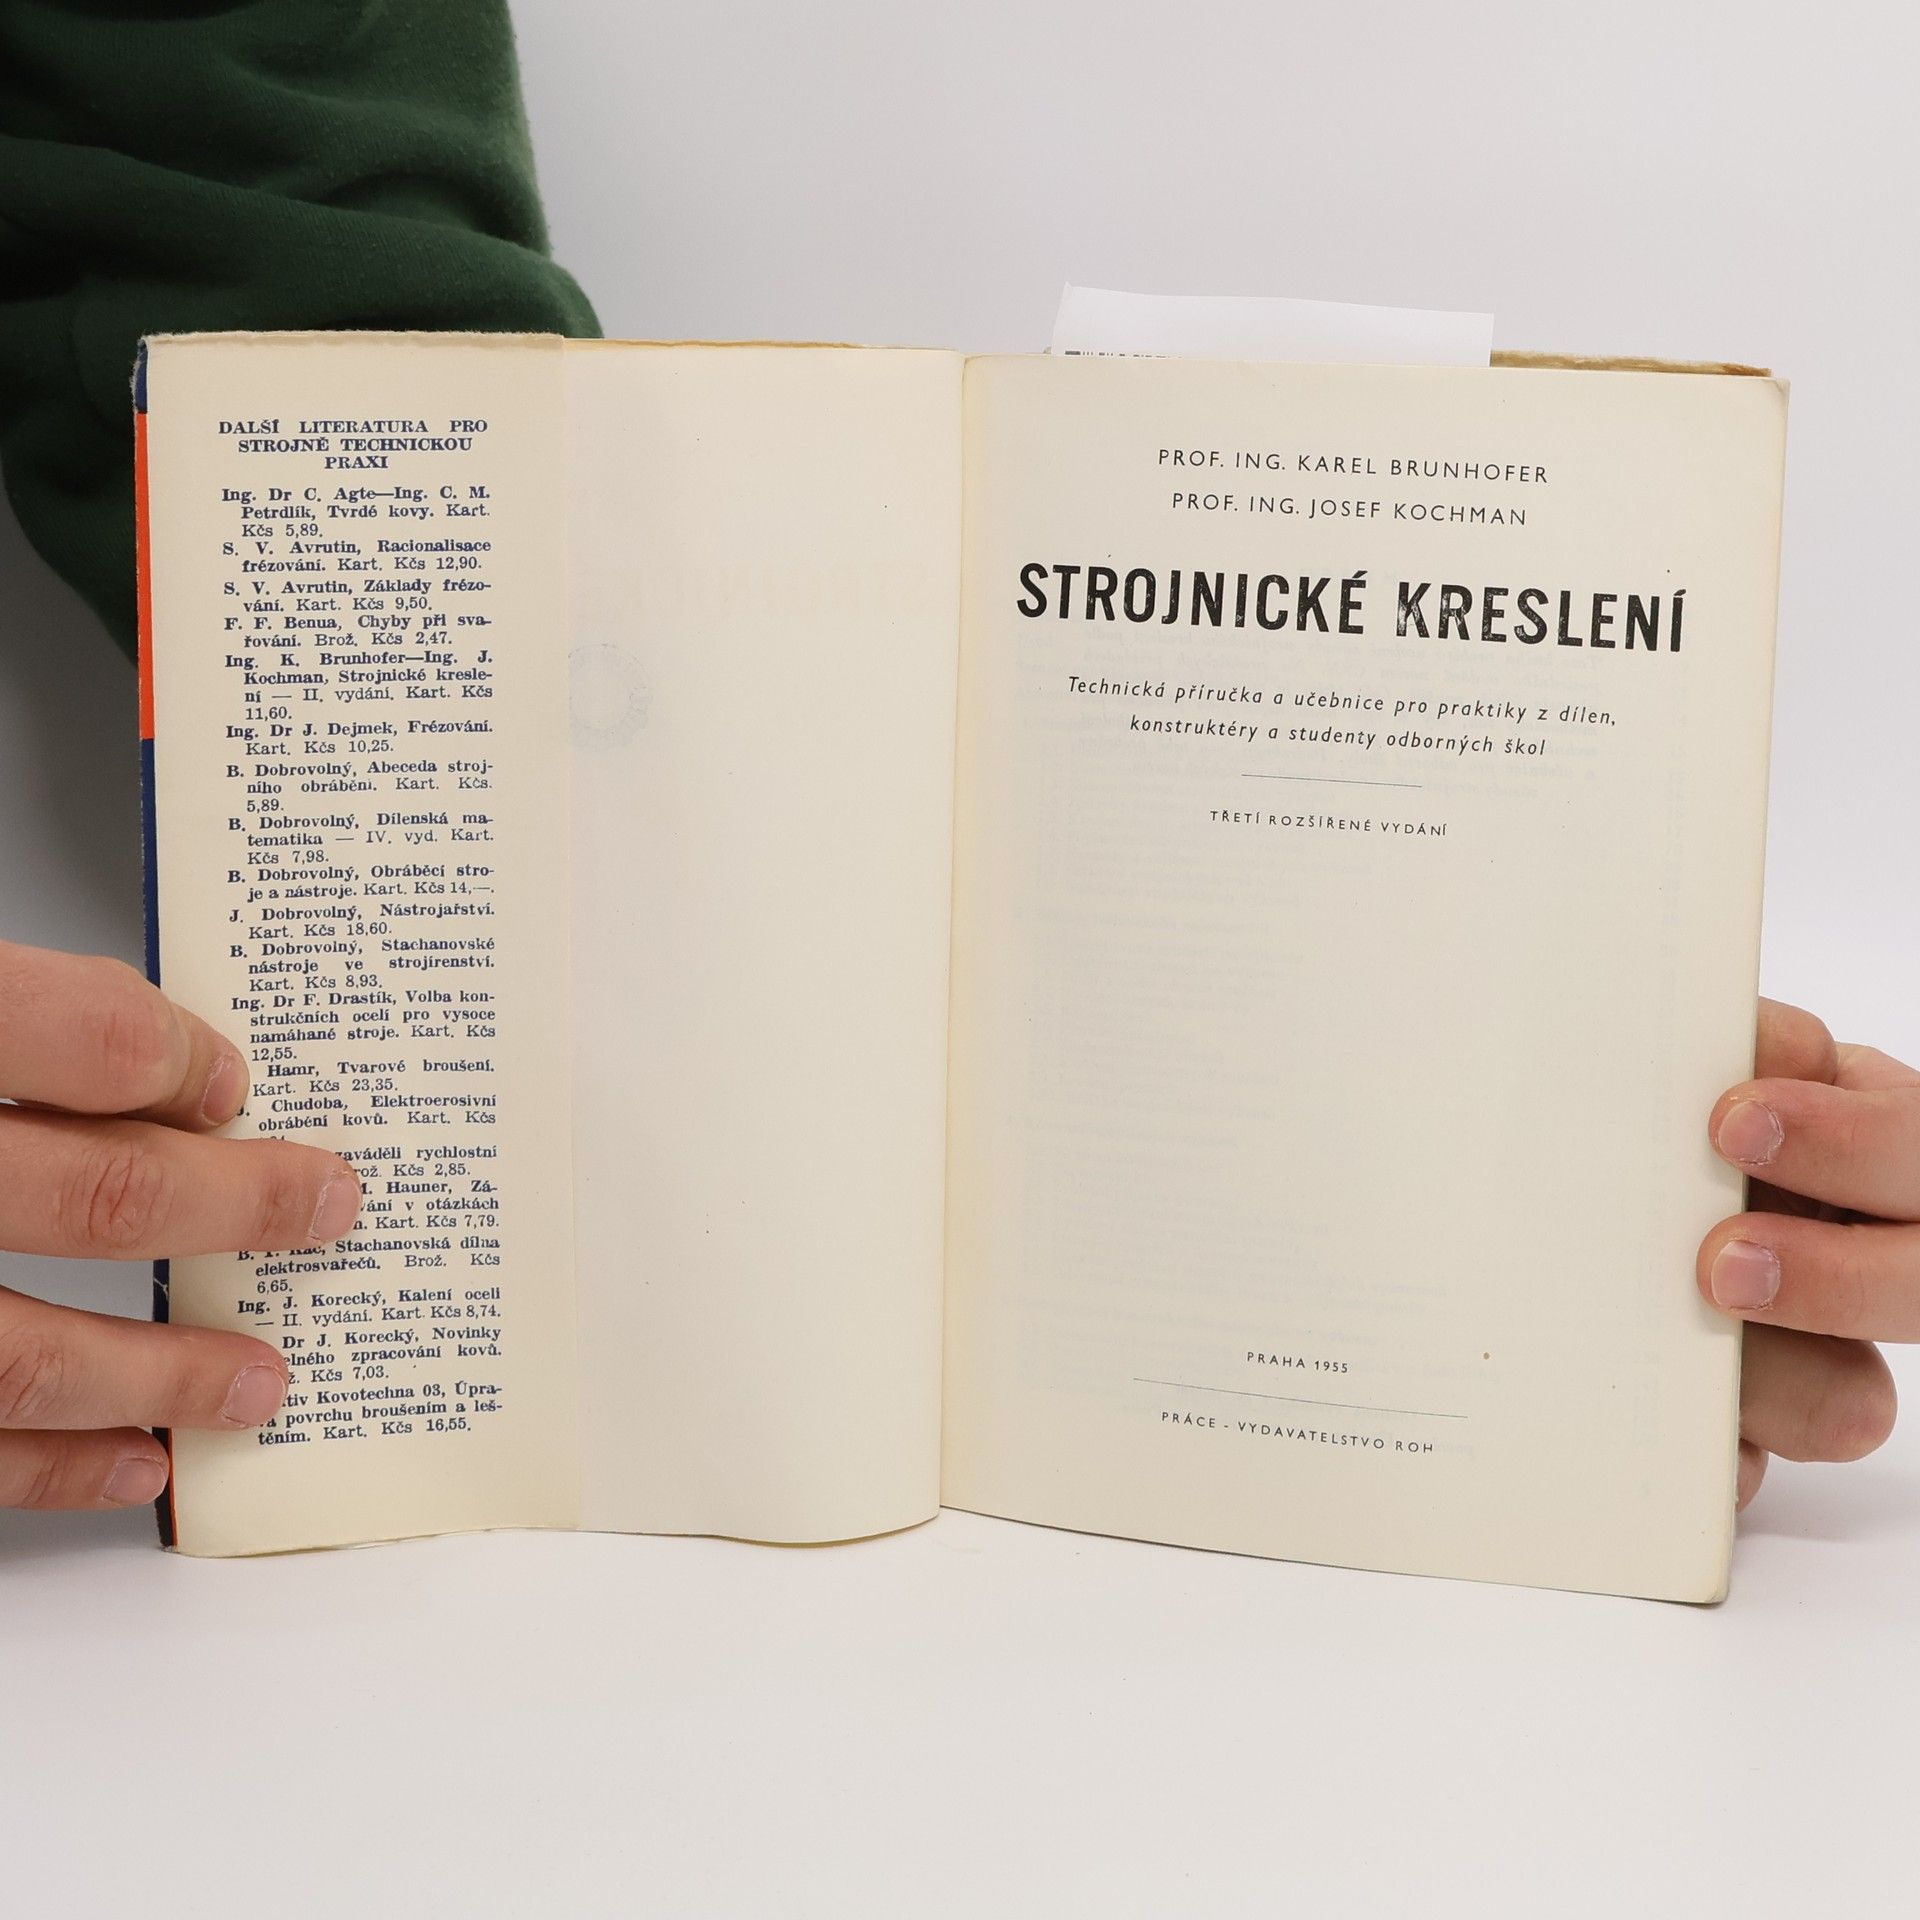 DALŠÍ LITERATURA PRO
STROJNĚ TECHNICKOU
PRAXI
Ing. Dr C. Agte—Ing. C. M.
Petrdlík, Tvrdé kovy. Kart.
Kčs 5,89.
S. V. Avrutin, Racionalisace
frézování. Kart. Kčs 12,90.
S. V. Avrutin, Základy frézo-
vání. Kart. Kčs 9,50.
F. F. Benua, Chyby při sva-
řování. Brož. Kčs 2,47.
Ing. K. Brunhofer—Ing. J.
Kochman, Strojnické kresle-
ní — II. vydání. Kart. Kčs
11,60.
Ing. Dr J. Dejmek, Frézování.
Kart. Kčs 10,25.
B. Dobrovolný, Abeceda stroj-
ního obrábění. Kart. Kčs.
5,89.
B. Dobrovolný, Dílenská ma-
tematika — IV. vyd. Kart.
Kčs 7,98.
B. Dobrovolný, Obráběcí stro-
je a nástroje. Kart. Kčs 14,—.
J. Dobrovolný, Nástrojařství.
Kart. Kčs 18,60.
B. Dobrovolný, Stachanovské
nástroje ve strojírenství.
Kart. Kčs 8,93.
Ing. Dr F. Drastík, Volba kon-
strukčních ocelí pro vysoce
namáhané stroje. Kart. Kčs
12,55.
Hamr, Tvarové broušení.
Kart. Kčs 23,35.
J. Chudoba, Elektroerosivní
obrábění kovů. Kart. Kčs
zaváděli rychlostní
Kčs 2,85.
Hauner, Zá-
v otázkách
Kart. Kčs 7,79.
B. Kac, Stachanovská dílna
elektrosvařečů. Brož. Kčs
6,65.
Ing. J. Korecký, Kalení oceli
— II. vydání. Kart. Kčs 8,74.
Dr J. Korecký, Novinky
zpracování kovů.
Kčs 7,03.
Kovotechna 03, Úpra-
va povrchu broušením a leš-
těním. Kart. Kčs 16,55.
PROF. ING. KAREL BRUNHOFER
PROF. ING. JOSEF KOCHMAN
STROJNICKÉ KRESLENÍ
Technická příručka a učebnice pro praktiky z dílen,
konstruktéry a studenty odborných škol
TŘETÍ ROZŠÍŘENÉ VYDÁNÍ
PRAHA 1955
PRÁCE - VYDAVATELSTVO ROH